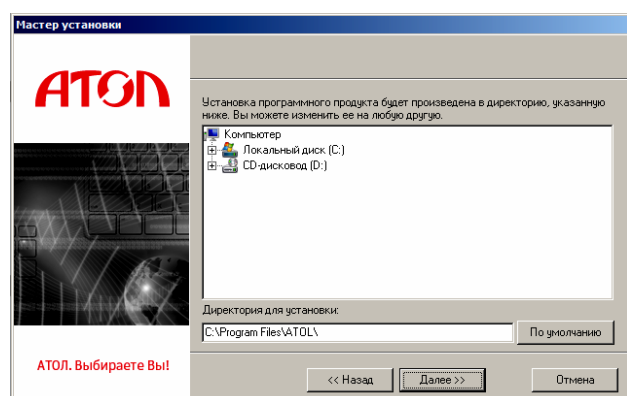 Мастер установки
АТОЛ
Установка программного продукта будет произведена в директорию, указанную
ниже. Вы можете изменить ее на любую другую.
Компьютер
Локальный диск (C:)
CD-дисковод (D:)
Директория для установки:
C:\Program Files\ATOL\
По умолчанию
АТОЛ. Выбираете Вы!
<< Назад
Далее >>
Отмена